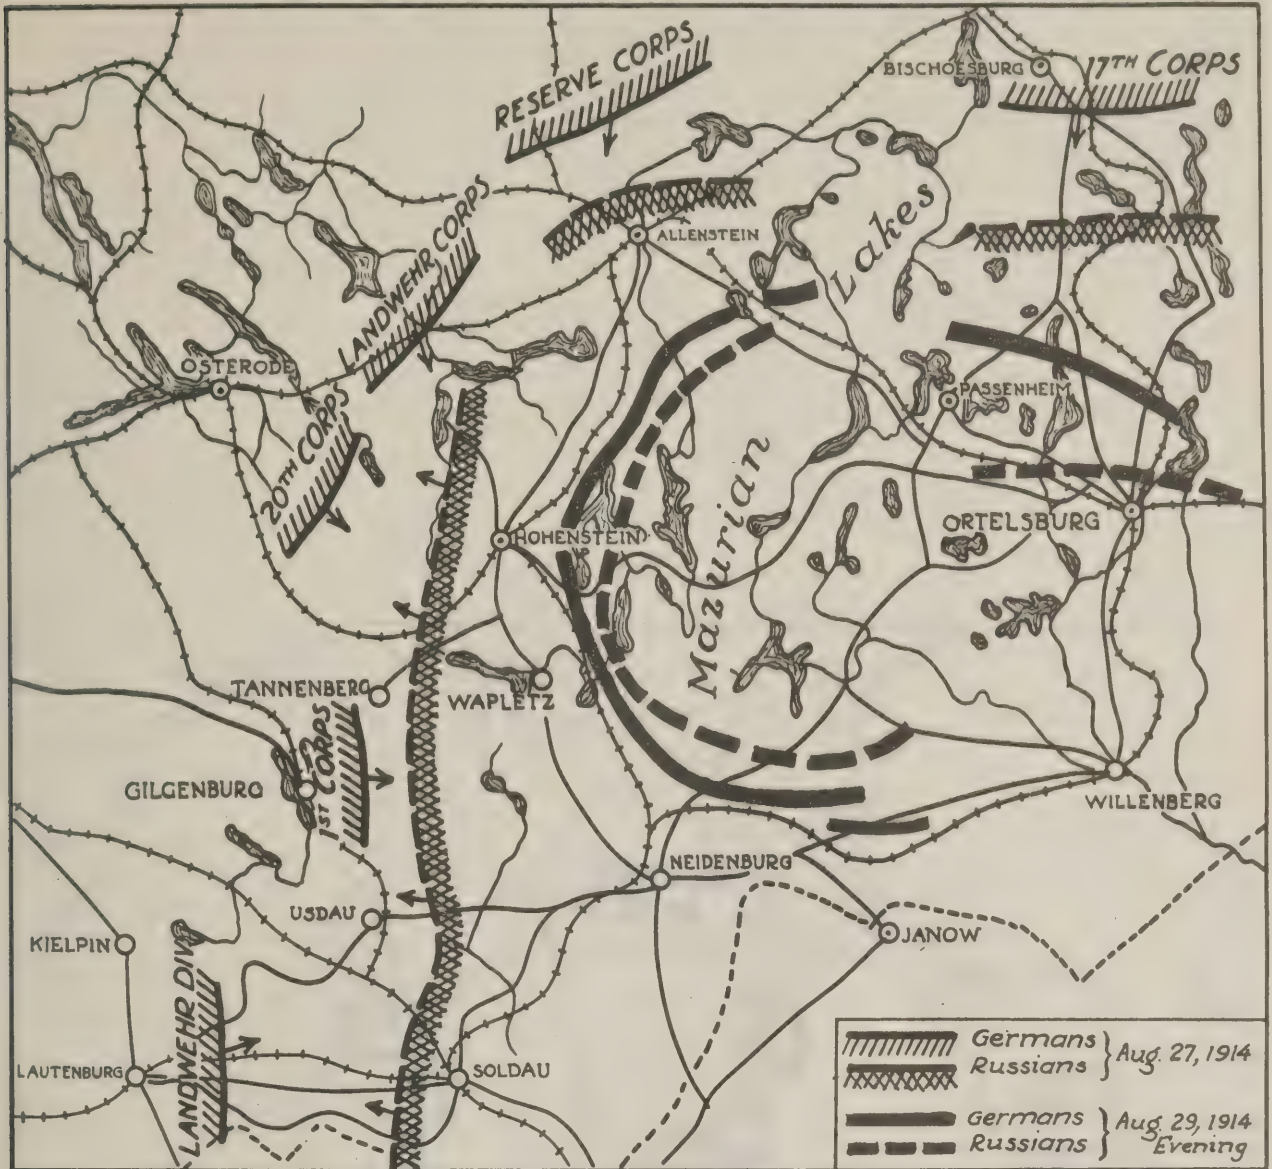 RESERVE CORPS
BISCHOESBURG
17TH CORPS
ALLENSTEIN
Lakes
LANDWEHR CORPS
OSTERODE
20TH CORPS
PASSENHEIM
HOHENSTEIN
ORTELSBURG
Mazurian
TANNENBERG
WAPLETZ
GILGENBURG
1ST CORPS
WILLENBERG
NEIDENBURG
USDAU
KIELPIN
JANOW
LANDWEHR DIV.
LAUTENBURG
SOLDAU
Germans
Russians
Aug. 27, 1914
Germans
Russians
Aug. 29, 1914
Evening